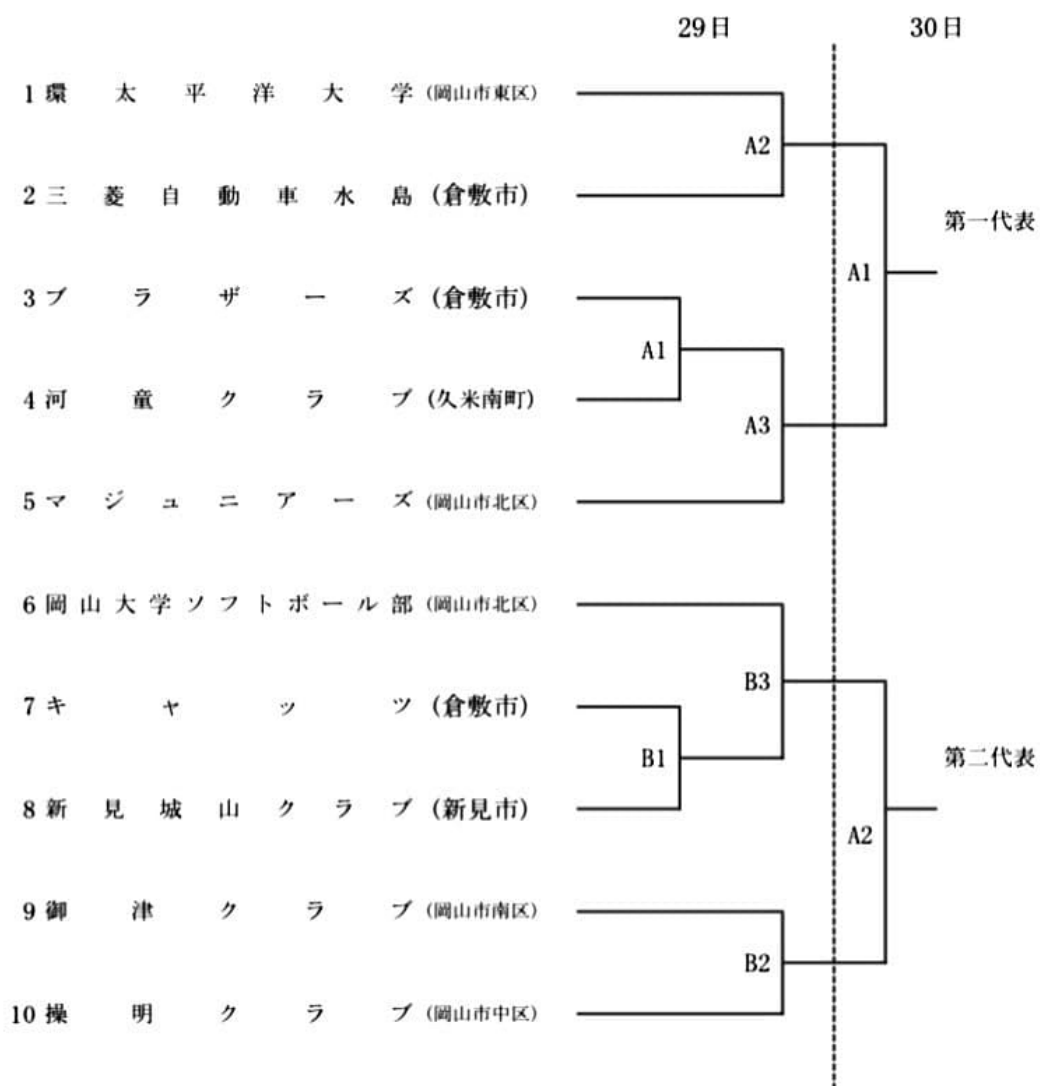 29日 30日
1 環太平洋大学 (岡山市東区)
A2
2 三菱自動車水島 (倉敷市)
第一代表
A1
3 ブラザーズ (倉敷市)
A1
4 河童クラブ (久米南町)
A3
5 マジュニアーズ (岡山市北区)
6 岡山大学ソフトボール部 (岡山市北区)
B3
7 キャッツ (倉敷市)
B1
第二代表
8 新見城山クラブ (新見市)
A2
9 御津クラブ (岡山市南区)
B2
10 操明クラブ (岡山市中区)